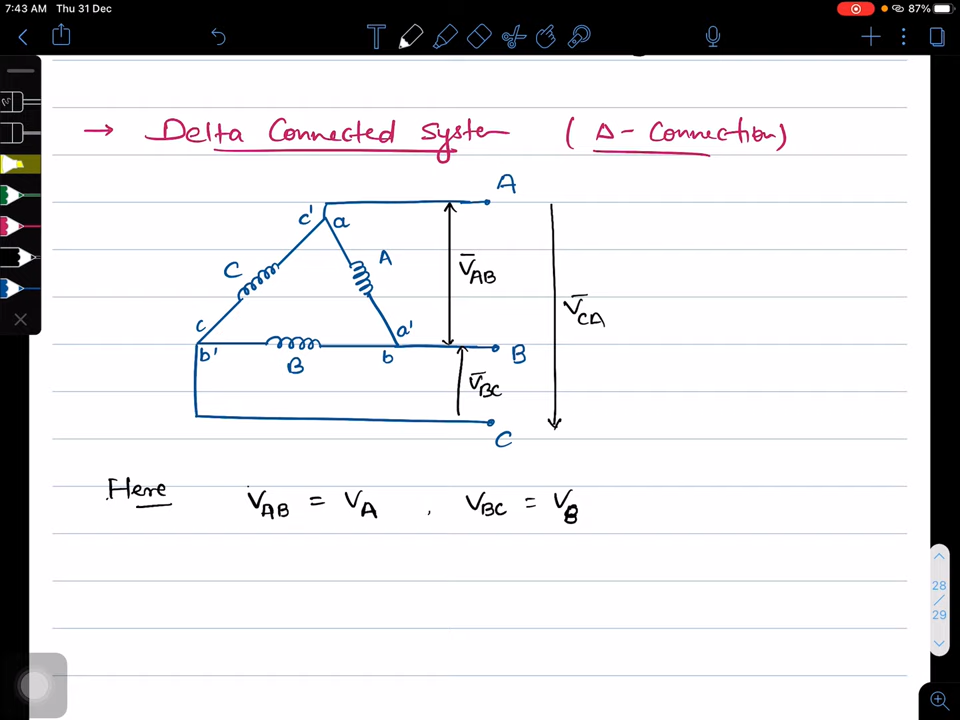 7:43 AM Thu 31 Dec
87%
→ Delta Connected System (Δ- Connection)
A
c'
a
C
A
V̄AB
V̄CA
c
a'
b'
B
b
B
V̄BC
C
Here VAB = VA , VBC = VB
28
/
29